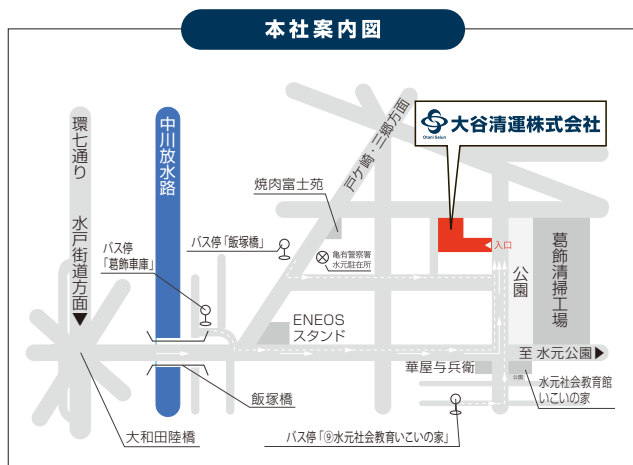 本社案内図
環七通り
水戸街道方面
中川放水路
戸ケ崎・三郷方面
Otani Seiun
大谷清運株式会社
焼肉富士苑
バス停
「葛飾車庫」
バス停「飯塚橋」
亀有警察署
水元駐在所
入口
公園
葛飾清掃工場
ENEOS
スタンド
至 水元公園
華屋与兵衛
公園
水元社会教育館
いこいの家
飯塚橋
大和田陸橋
バス停「⑨水元社会教育いこいの家」